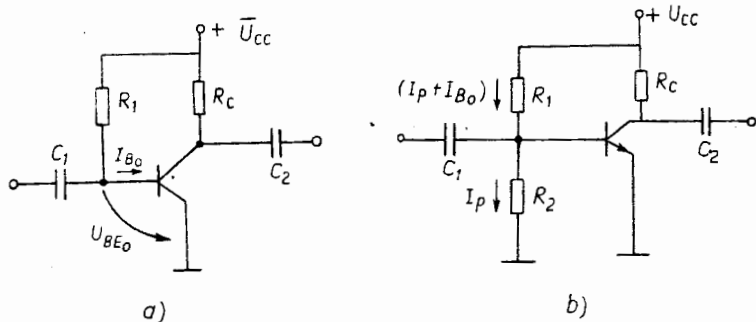 + U̅CC
R1
RC
C1
IB0
C2
UBE0
a)
+ UCC
(IP + IB0)
R1
RC
C1
C2
IP
R2
b)